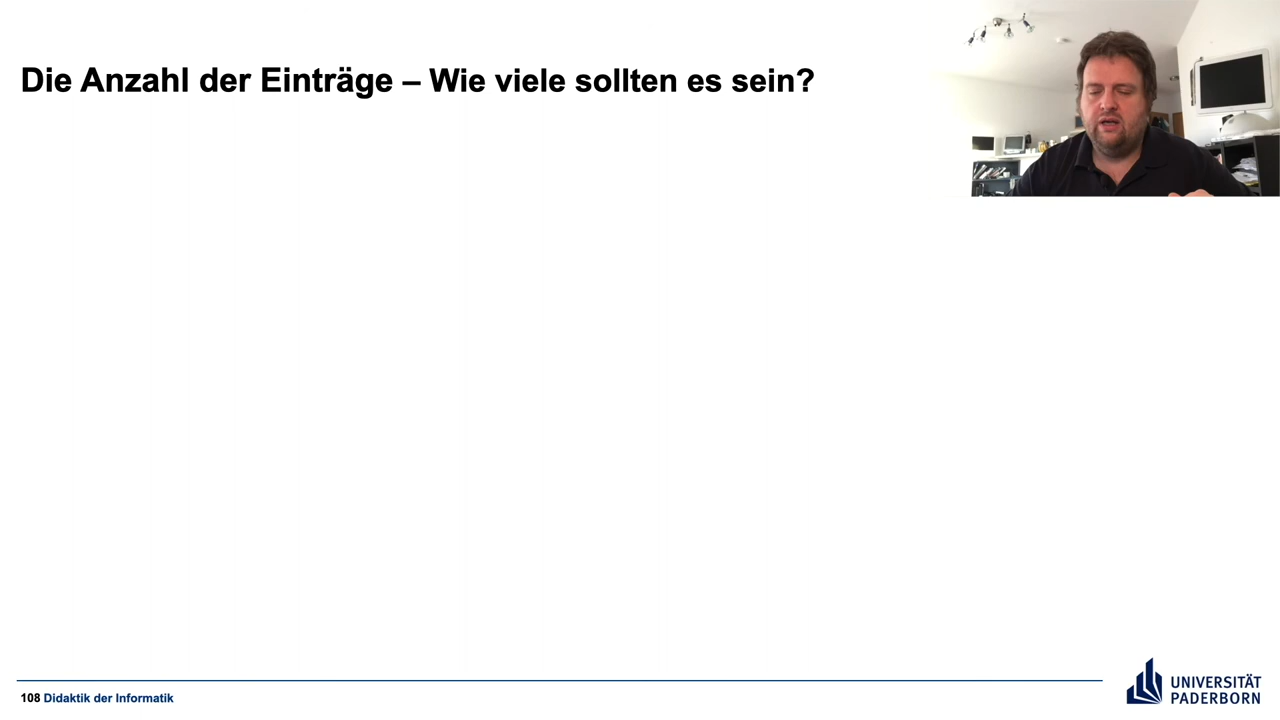 Die Anzahl der Einträge – Wie viele sollten es sein?
108 Didaktik der Informatik
UNIVERSITÄT
PADERBORN